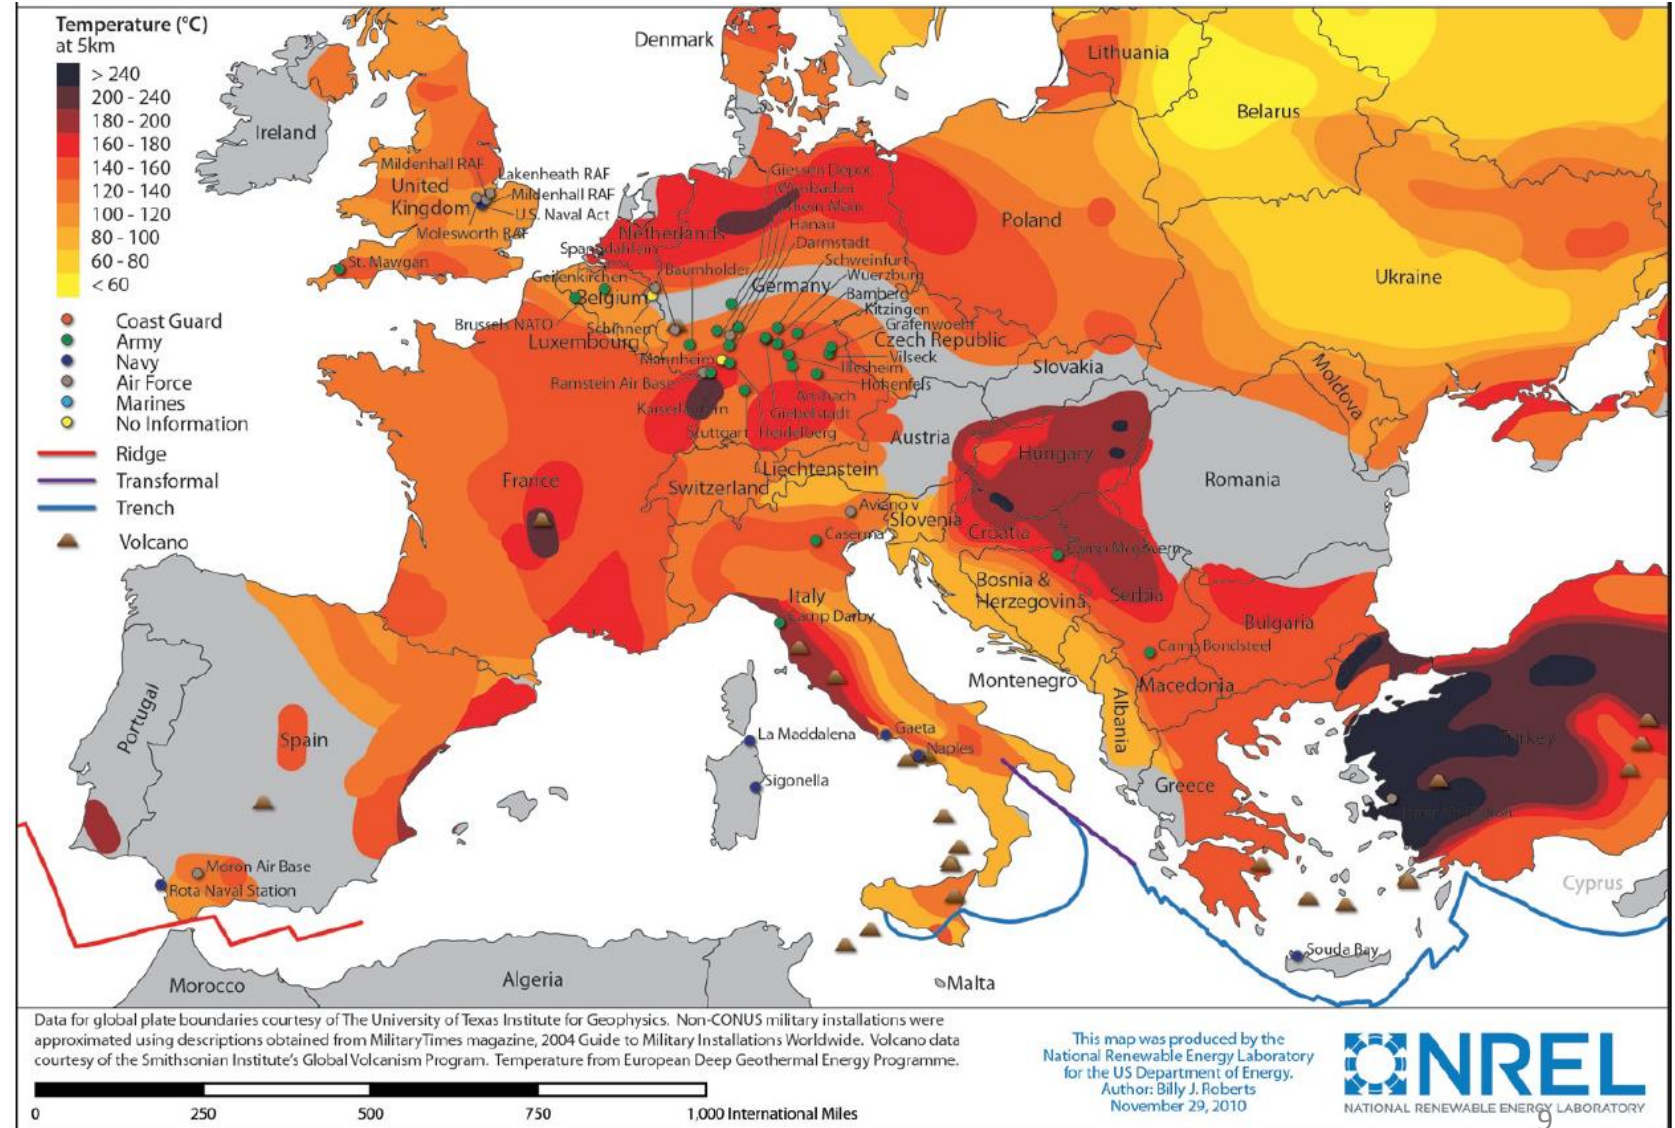 Temperature (°C)
at 5km
> 240
200 - 240
180 - 200
160 - 180
140 - 160
120 - 140
100 - 120
80 - 100
60 - 80
< 60
Coast Guard
Army
Navy
Air Force
Marines
No Information
Ridge
Transformal
Trench
Volcano
Denmark
Lithuania
Belarus
Ireland
Mildenhall RAF
Lakenheath RAF
United
Kingdom
Mildenhall RAF
U.S. Naval Act
Molesworth RAF
St. Mawgan
Giessen Depot
Wiesbaden
Rhein Main
Hanau
Netherlands
Darmstadt
Spangdahlem
Schweinfurt
Baumholder
Wuerzburg
Geilenkirchen
Germany
Bamberg
Belgium
Kitzingen
Brussels NATO
Schinnen
Grafenwoehr
Luxembourg
Czech Republic
Mannheim
Vilseck
Illesheim
Ramstein Air Base
Hohenfels
Ansbach
Giebelstadt
Stuttgart
Heidelberg
Poland
Ukraine
Slovakia
Moldova
Austria
Hungary
Liechtenstein
France
Switzerland
Romania
Aviano
Slovenia
Caserma
Croatia
Bosnia &
Herzegovina
Serbia
Italy
Camp Darby
Bulgaria
Camp Bondsteel
Montenegro
Macedonia
Albania
Portugal
Spain
La Maddalena
Gaeta
Naples
Turkey
Sigonella
Greece
Moron Air Base
Rota Naval Station
Cyprus
Souda Bay
Morocco
Algeria
Malta
Data for global plate boundaries courtesy of The University of Texas Institute for Geophysics. Non-CONUS military installations were
approximated using descriptions obtained from MilitaryTimes magazine, 2004 Guide to Military Installations Worldwide. Volcano data
courtesy of the Smithsonian Institute's Global Volcanism Program. Temperature from European Deep Geothermal Energy Programme.
0 250 500 750 1,000 International Miles
This map was produced by the
National Renewable Energy Laboratory
for the US Department of Energy.
Author: Billy J. Roberts
November 29, 2010
NREL
NATIONAL RENEWABLE ENERGY LABORATORY
9